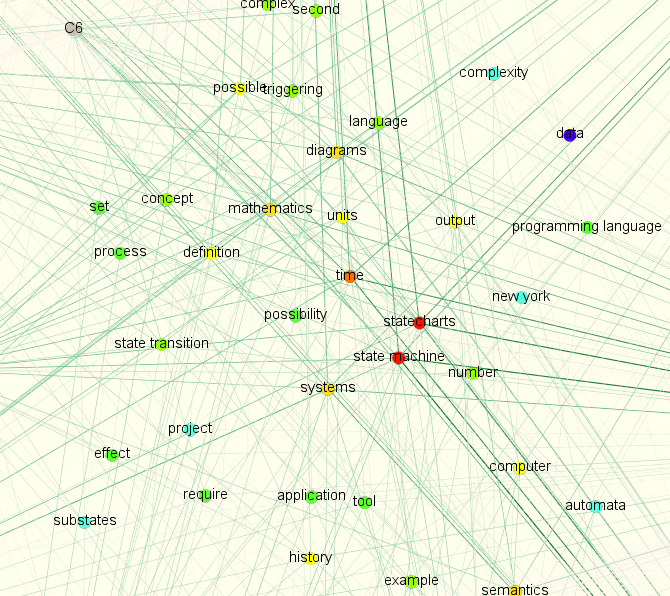 complex
second
C6
complexity
possible
triggering
language
data
diagrams
concept
set
mathematics
units
output
programming language
process
definition
time
new york
possibility
statecharts
state transition
state machine
number
systems
project
effect
computer
require
application
tool
automata
substates
history
example
semantics